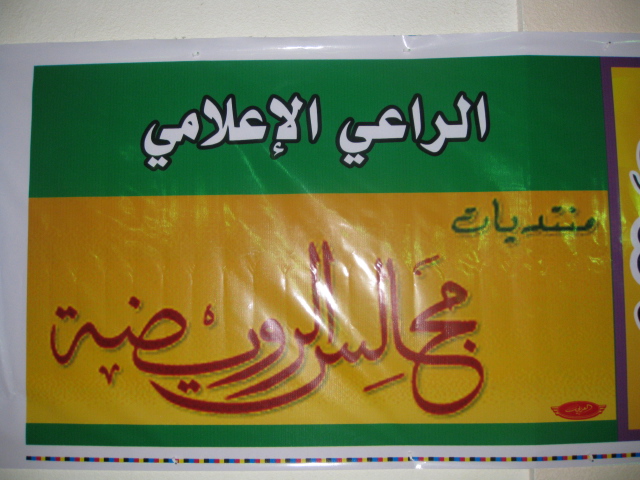 الراعي الإعلامي
منتديات
مجالس الرويضة